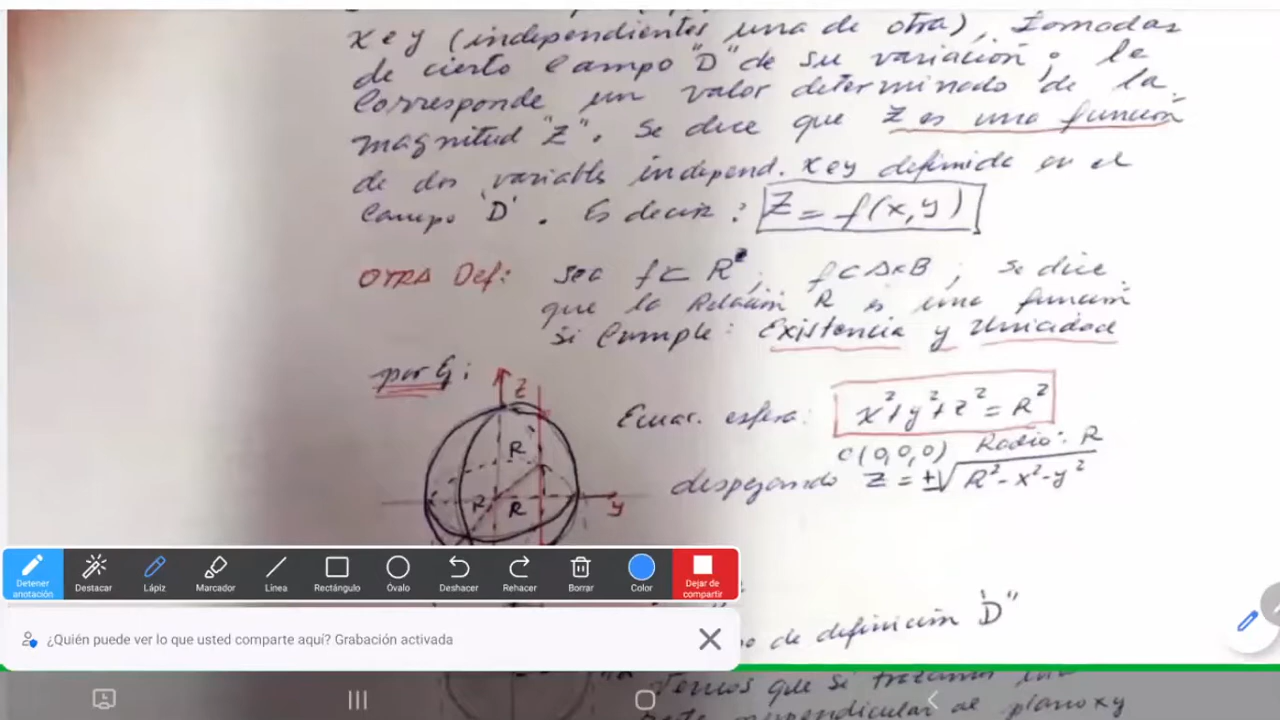 x e y (independientes una de otra), tomadas
de cierto Campo "D" de su variación; le
Corresponde un valor determinado de la
magnitud "Z". Se dice que Z es una función
de dos variables independ. x e y definida en el
Campo 'D'. Es decir: Z = f(x,y)
OTRA Def: sea f ⊂ R²; f ⊂ A×B; se dice
que la Relación R es una función
si Cumple: Existencia y Unicidad
por Ej:
Z
Ecuac. esfera: x²+y²+z² = R²
R
C(0,0,0) Radio: R
despejando Z = ±√R²-x²-y²
R R y
Detener anotación
Destacar
Lápiz
Marcador
Línea
Rectángulo
Óvalo
Deshacer
Rehacer
Borrar
Color
Dejar de compartir
¿Quién puede ver lo que usted comparte aquí? Grabación activada
de definición 'D"
Vemos que si trazamos
perpendicular al plano xy